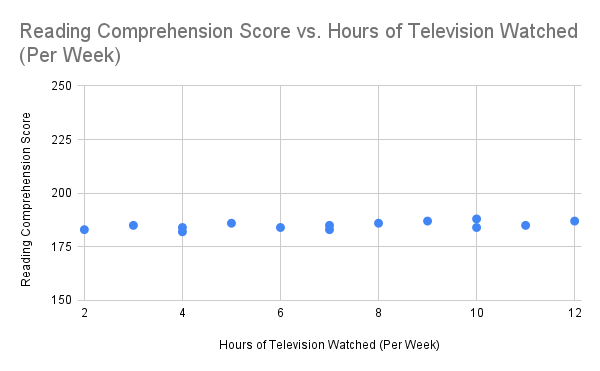 Reading Comprehension Score vs. Hours of Television Watched
(Per Week)
250
225
200
175
150
Reading Comprehension Score
2 4 6 8 10 12
Hours of Television Watched (Per Week)